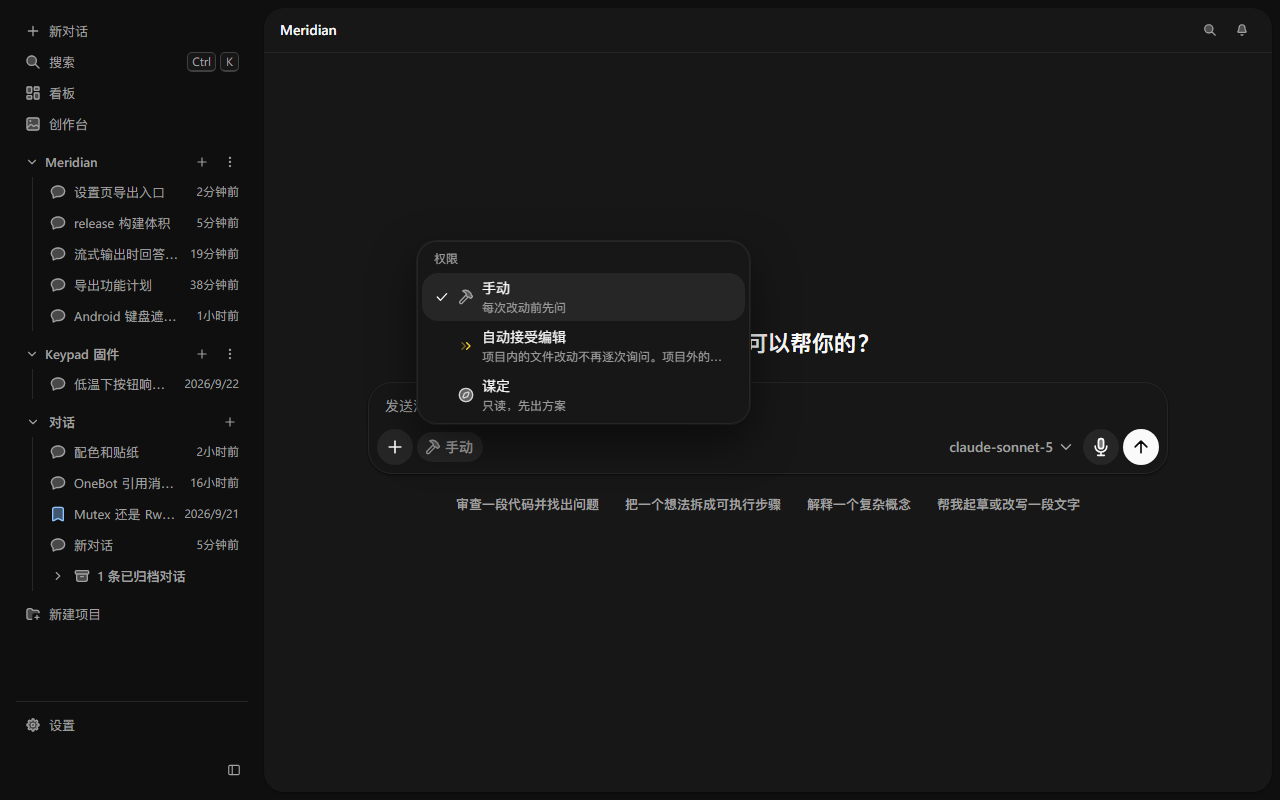 新对话
搜索
Ctrl K
看板
创作台
Meridian
设置页导出入口 2分钟前
release 构建体积 5分钟前
流式输出时回答… 19分钟前
导出功能计划 38分钟前
Android 键盘遮… 1小时前
Keypad 固件
低温下按钮响… 2026/9/22
对话
配色和贴纸 2小时前
OneBot 引用消… 16小时前
Mutex 还是 Rw… 2026/9/21
新对话 5分钟前
1 条已归档对话
新建项目
设置
Meridian
权限
手动
每次改动前先问
自动接受编辑
项目内的文件改动不再逐次询问。项目外的…
谋定
只读，先出方案
可以帮你的？
发送
手动
claude-sonnet-5
审查一段代码并找出问题
把一个想法拆成可执行步骤
解释一个复杂概念
帮我起草或改写一段文字